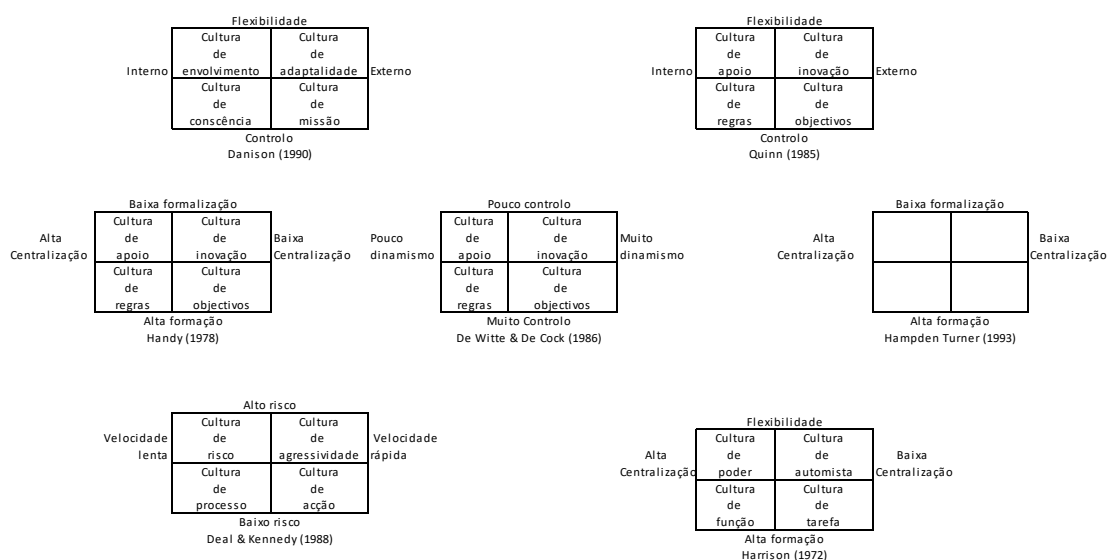 Flexibilidade
Cultura de envolvimento
Cultura de adaptalidade
Interno
Externo
Cultura de conscência
Cultura de missão
Controlo
Danison (1990)
Flexibilidade
Cultura de apoio
Cultura de inovação
Interno
Externo
Cultura de regras
Cultura de objectivos
Controlo
Quinn (1985)
Baixa formalização
Alta Centralização
Cultura de apoio
Cultura de inovação
Baixa Centralização
Cultura de regras
Cultura de objectivos
Alta formação
Handy (1978)
Pouco controlo
Pouco dinamismo
Cultura de apoio
Cultura de inovação
Muito dinamismo
Cultura de regras
Cultura de objectivos
Muito Controlo
De Witte & De Cock (1986)
Baixa formalização
Alta Centralização
Baixa Centralização
Alta formação
Hampden Turner (1993)
Alto risco
Velocidade lenta
Cultura de risco
Cultura de agressividade
Velocidade rápida
Cultura de processo
Cultura de acção
Baixo risco
Deal & Kennedy (1988)
Flexibilidade
Alta Centralização
Cultura de poder
Cultura de automista
Baixa Centralização
Cultura de função
Cultura de tarefa
Alta formação
Harrison (1972)